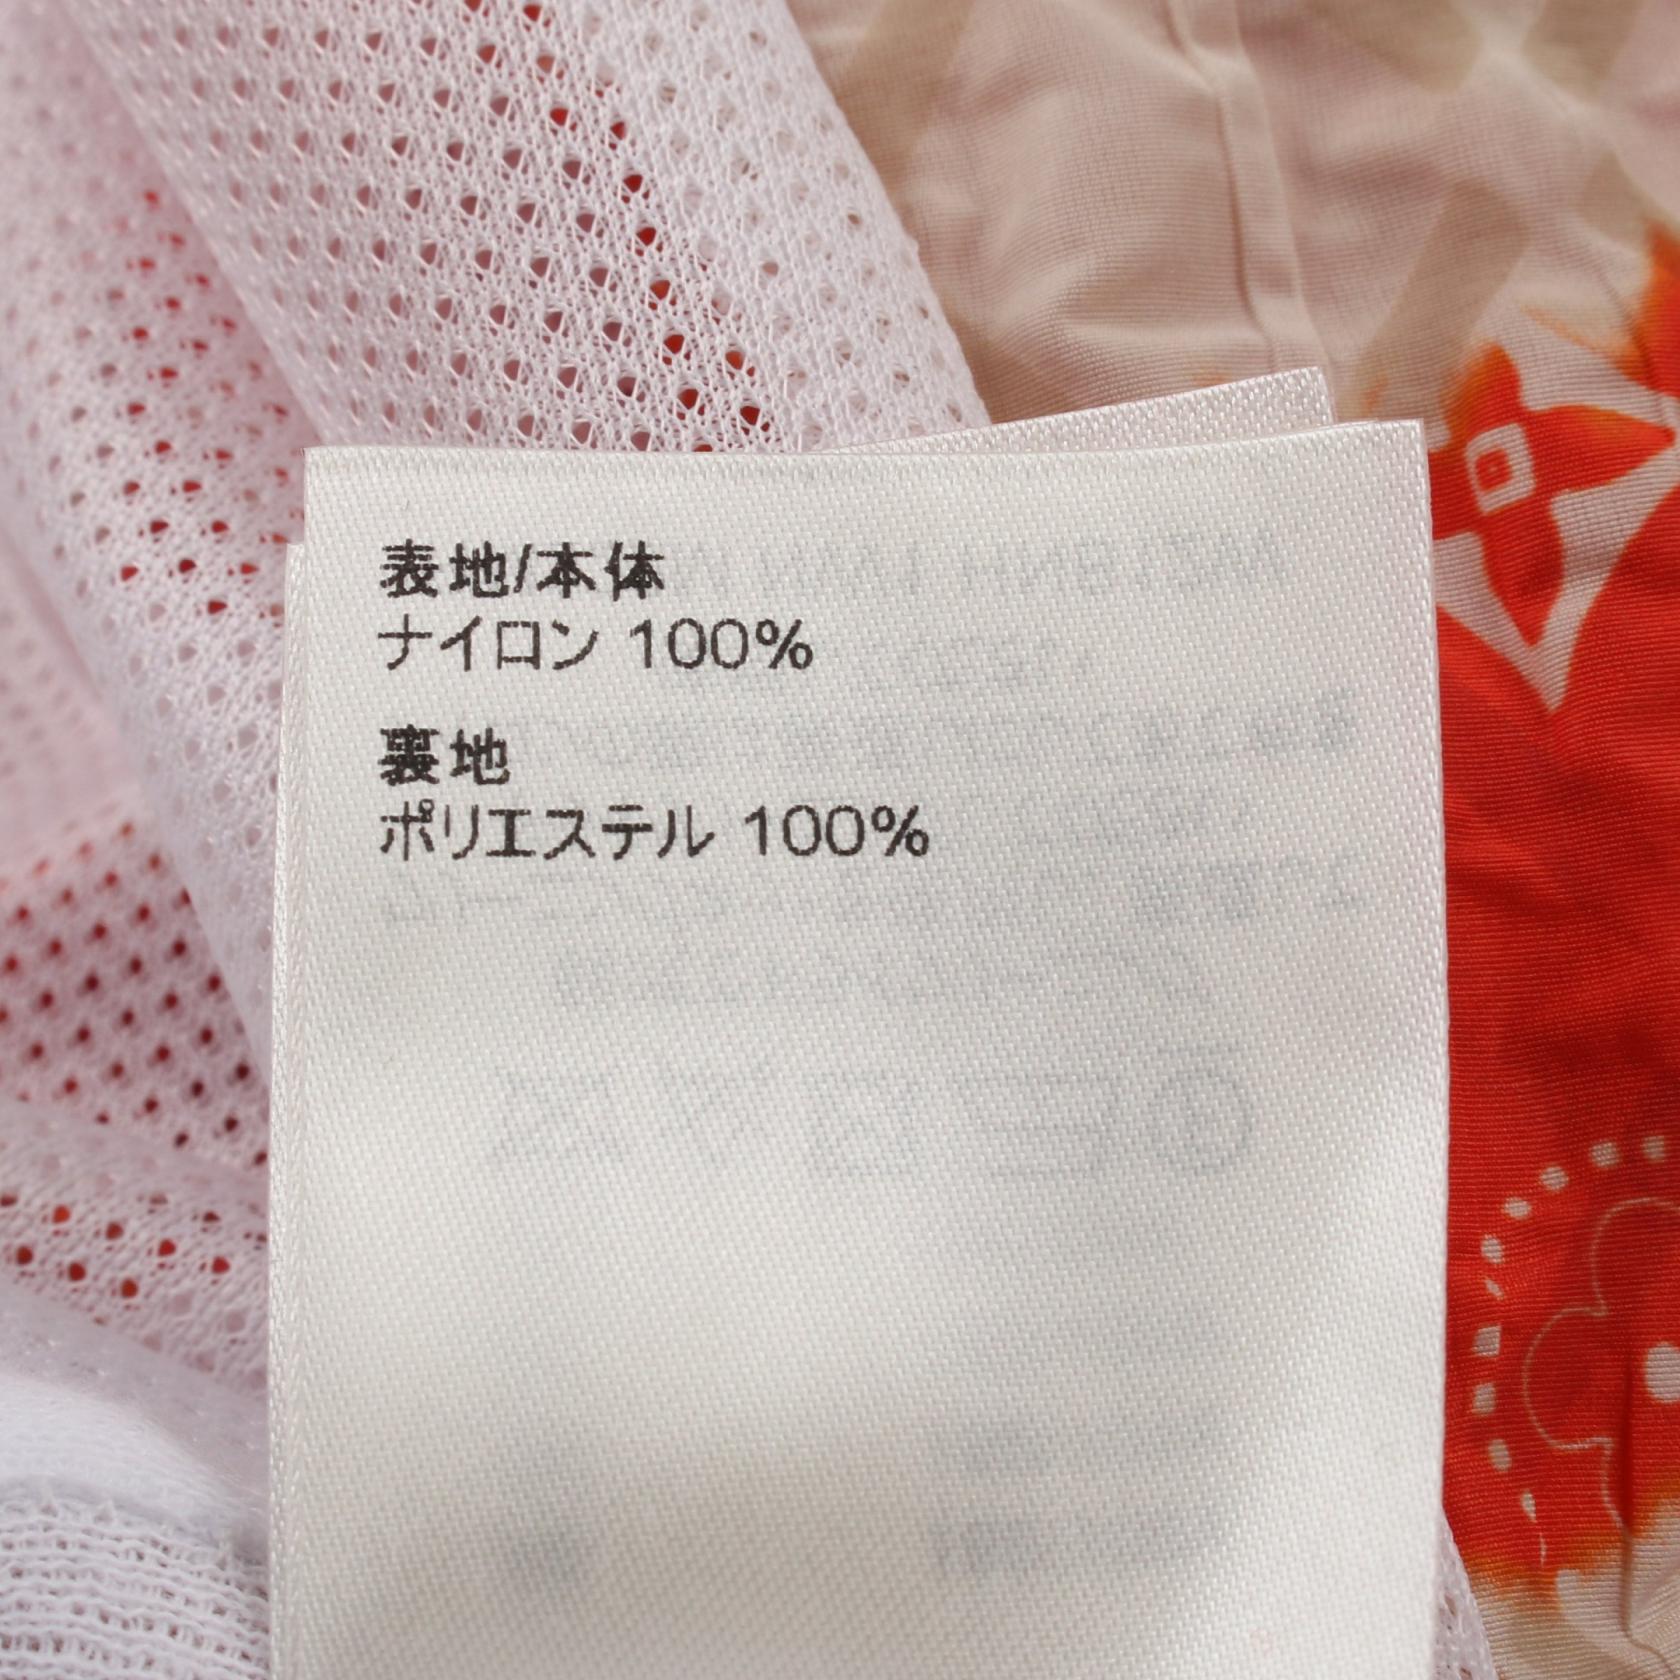 表地/本体
ナイロン 100%
裏地
ポリエステル 100%